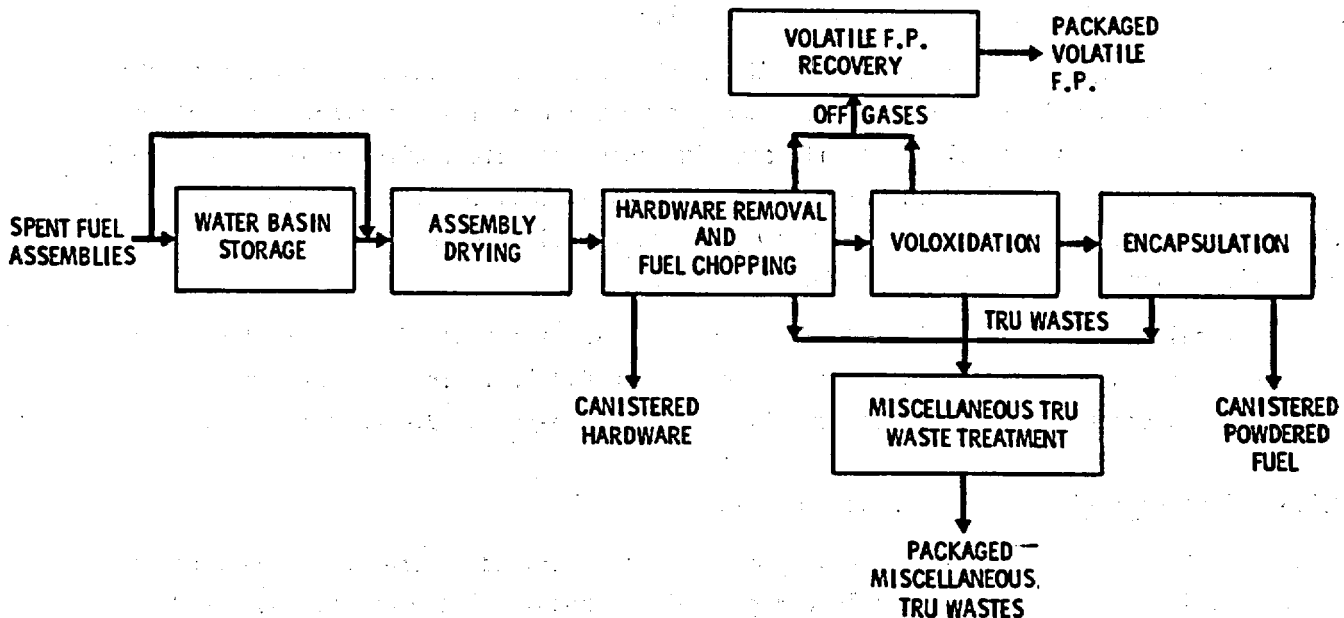 VOLATILE F.P.
RECOVERY
PACKAGED
VOLATILE
F.P.
OFF GASES
SPENT FUEL
ASSEMBLIES
WATER BASIN
STORAGE
ASSEMBLY
DRYING
HARDWARE REMOVAL
AND
FUEL CHOPPING
VOLOXIDATION
ENCAPSULATION
TRU WASTES
CANISTERED
HARDWARE
MISCELLANEOUS TRU
WASTE TREATMENT
CANISTERED
POWDERED
FUEL
PACKAGED
MISCELLANEOUS
TRU WASTES